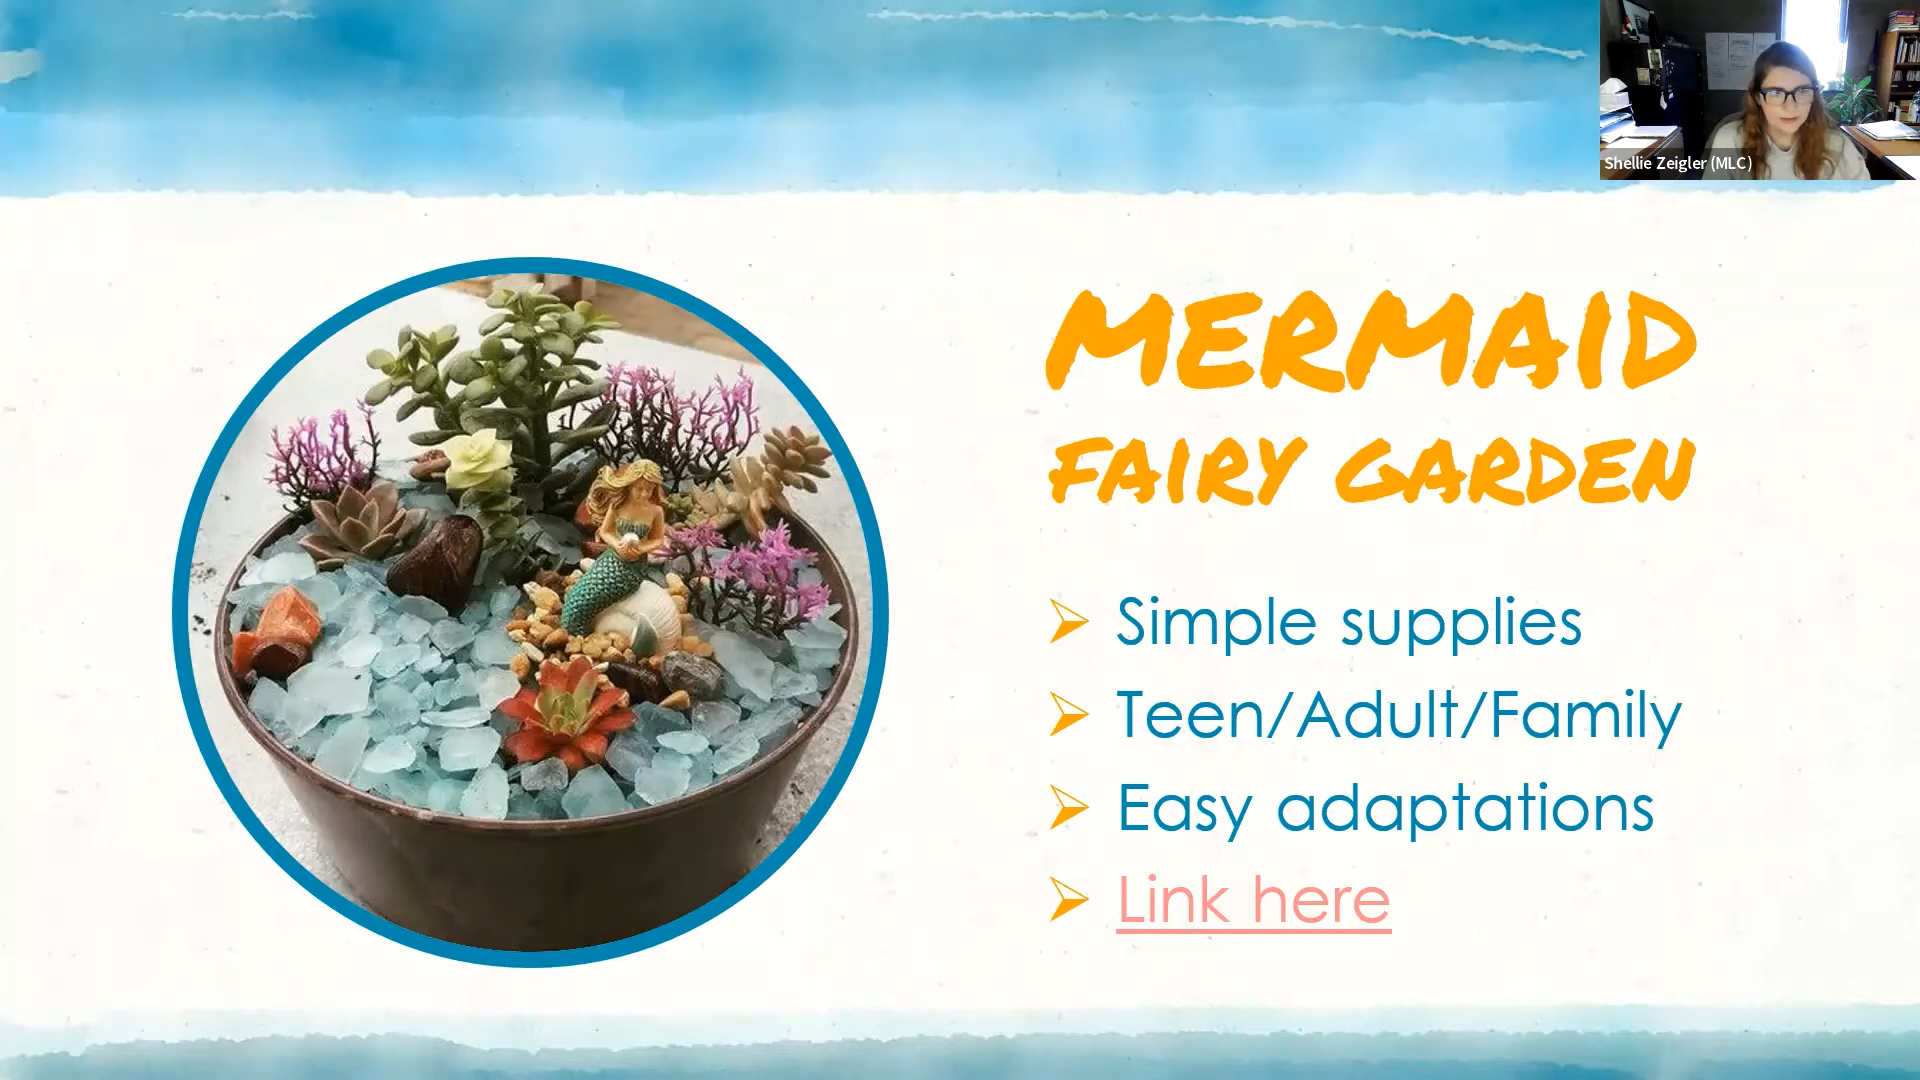 Shellie Zeigler (MLC)
MERMAID
FAIRY GARDEN
Simple supplies
Teen/Adult/Family
Easy adaptations
Link here